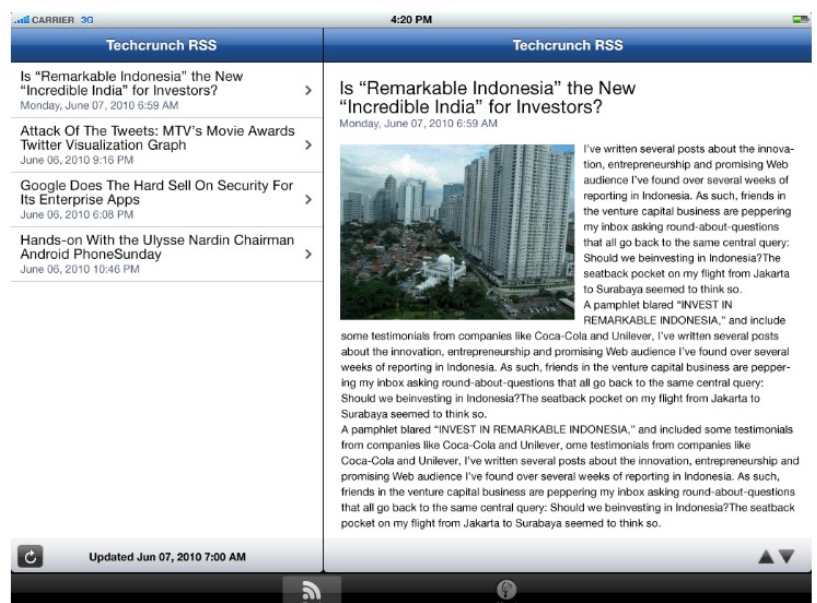 CARRIER 3G
4:20 PM
Techcrunch RSS
Is “Remarkable Indonesia” the New
“Incredible India” for Investors?
Monday, June 07, 2010 6:59 AM
Attack Of The Tweets: MTV’s Movie Awards
Twitter Visualization Graph
June 06, 2010 9:16 PM
Google Does The Hard Sell On Security For
Its Enterprise Apps
June 06, 2010 6:08 PM
Hands-on With the Ulysse Nardin Chairman
Android PhoneSunday
June 06, 2010 10:46 PM
Updated Jun 07, 2010 7:00 AM
Techcrunch RSS
Is “Remarkable Indonesia” the New
“Incredible India” for Investors?
Monday, June 07, 2010 6:59 AM
I’ve written several posts about the innova-
tion, entrepreneurship and promising Web
audience I’ve found over several weeks of
reporting in Indonesia. As such, friends in
the venture capital business are peppering
my inbox asking round-about-questions
that all go back to the same central query:
Should we beinvesting in Indonesia?The
seatback pocket on my flight from Jakarta
to Surabaya seemed to think so.
A pamphlet blared “INVEST IN
REMARKABLE INDONESIA,” and include
some testimonials from companies like Coca-Cola and Unilever, I’ve written several posts
about the innovation, entrepreneurship and promising Web audience I’ve found over several
weeks of reporting in Indonesia. As such, friends in the venture capital business are pepper-
ing my inbox asking round-about-questions that all go back to the same central query:
Should we beinvesting in Indonesia?The seatback pocket on my flight from Jakarta to
Surabaya seemed to think so.
A pamphlet blared “INVEST IN REMARKABLE INDONESIA,” and included some testimonials
from companies like Coca-Cola and Unilever, ome testimonials from companies like
Coca-Cola and Unilever, I’ve written several posts about the innovation, entrepreneurship and
promising Web audience I’ve found over several weeks of reporting in Indonesia. As such,
friends in the venture capital business are peppering my inbox asking round-about-questions
that all go back to the same central query: Should we beinvesting in Indonesia?The seatback
pocket on my flight from Jakarta to Surabaya seemed to think so.